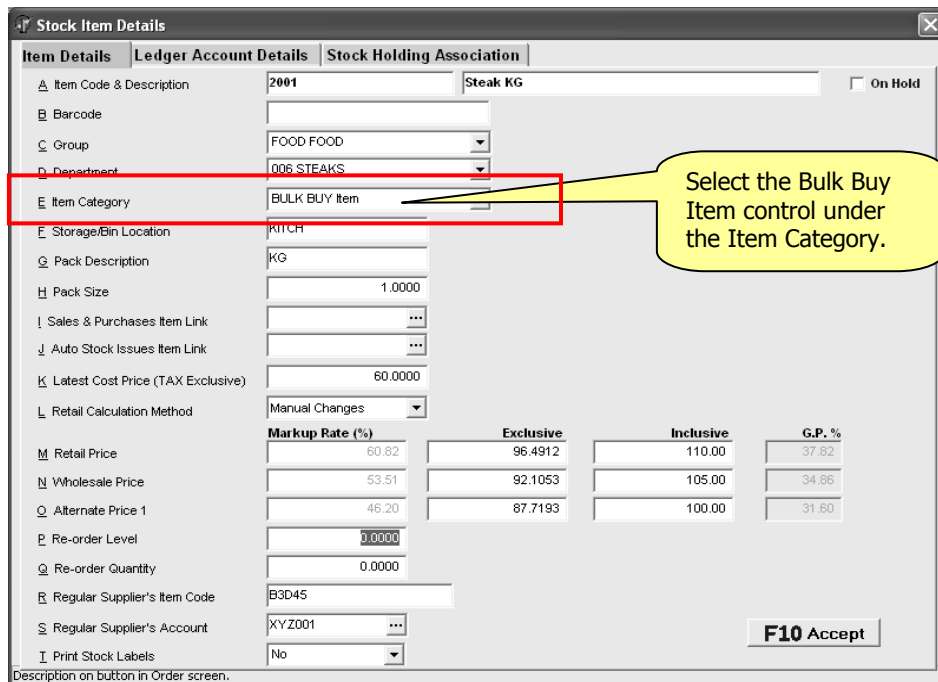 Stock Item Details
Item Details Ledger Account Details Stock Holding Association
A Item Code & Description 2001 Steak KG On Hold
B Barcode
C Group FOOD FOOD
D Department 006 STEAKS
E Item Category BULK BUY Item
Select the Bulk Buy
Item control under
the Item Category.
F Storage/Bin Location KITCH
G Pack Description KG
H Pack Size 1.0000
I Sales & Purchases Item Link ...
J Auto Stock Issues Item Link ...
K Latest Cost Price (TAX Exclusive) 60.0000
L Retail Calculation Method Manual Changes
Markup Rate (%) Exclusive Inclusive G.P. %
M Retail Price 60.82 96.4912 110.00 37.82
N Wholesale Price 53.51 92.1053 105.00 34.86
O Alternate Price 1 46.20 87.7193 100.00 31.60
P Re-order Level 0.0000
Q Re-order Quantity 0.0000
R Regular Supplier's Item Code B3D45
S Regular Supplier's Account XYZ001 ...
F10 Accept
T Print Stock Labels No
Description on button in Order screen.